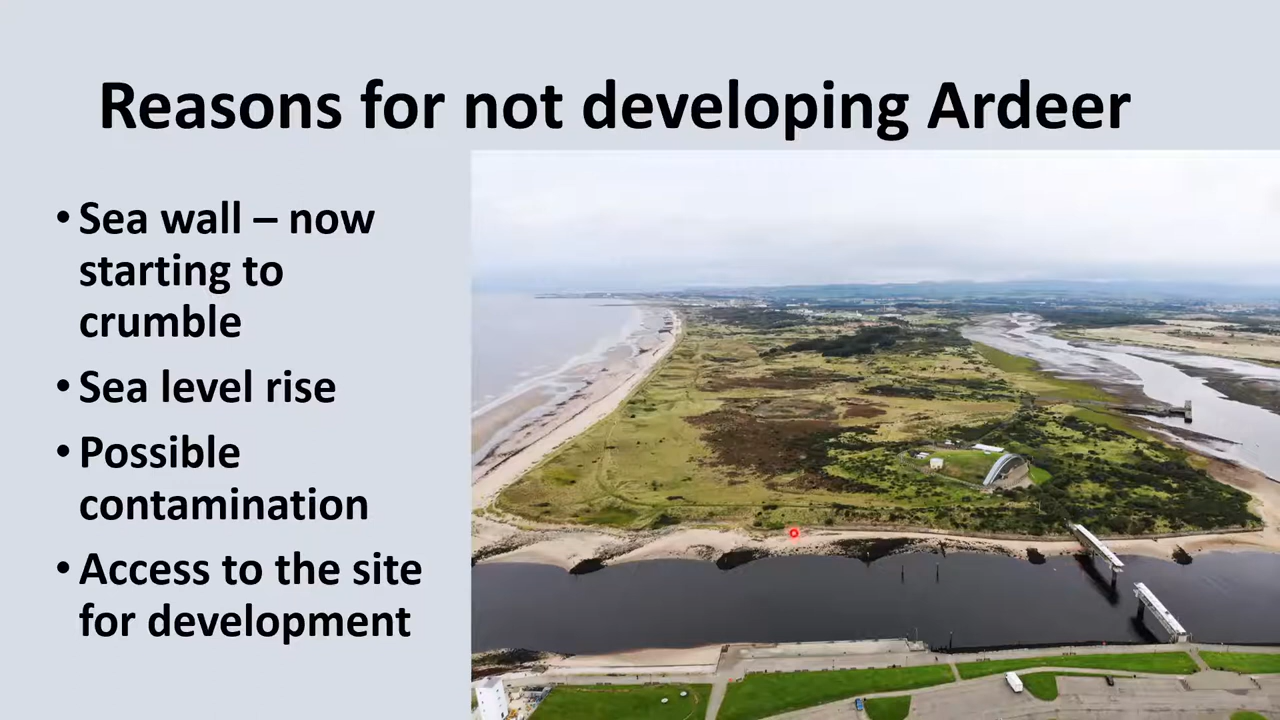 Reasons for not developing Ardeer
• Sea wall – now
starting to
crumble
• Sea level rise
• Possible
contamination
• Access to the site
for development